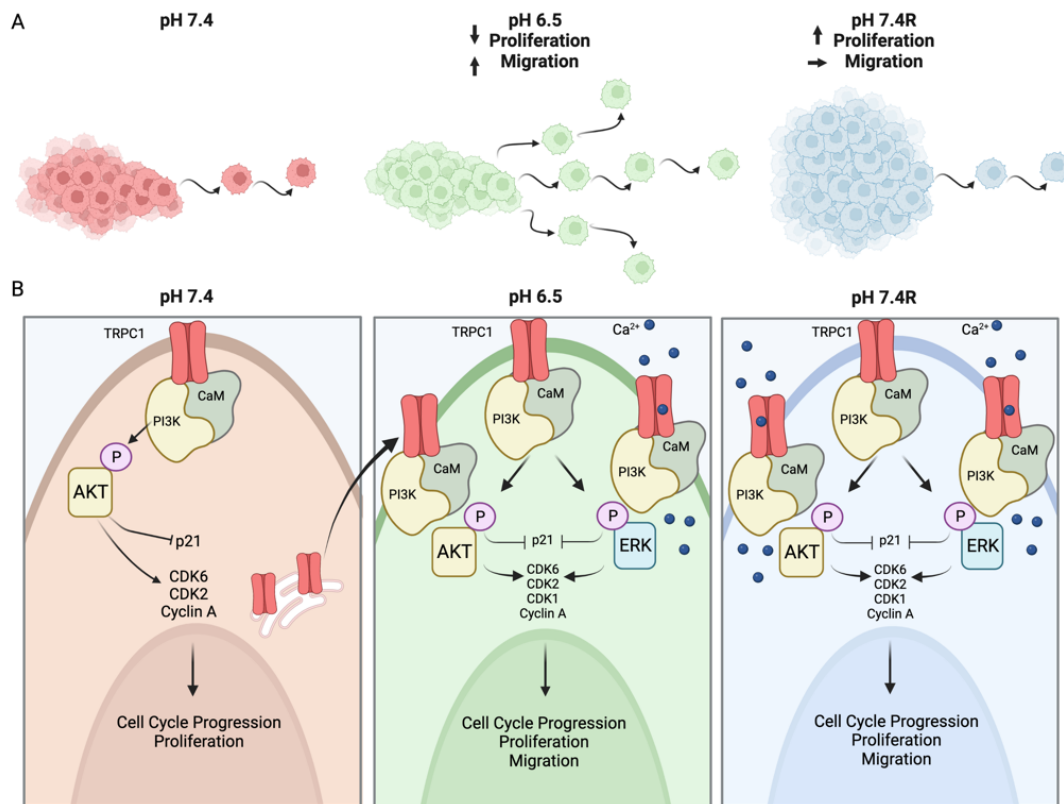 A
pH 7.4
pH 6.5
Proliferation
Migration
pH 7.4R
Proliferation
Migration
B
pH 7.4
TRPC1
CaM
PI3K
P
AKT
p21
CDK6
CDK2
Cyclin A
Cell Cycle Progression
Proliferation
pH 6.5
TRPC1
Ca²⁺
PI3K
CaM
PI3K
CaM
PI3K
CaM
P
P
AKT
p21
ERK
CDK6
CDK2
CDK1
Cyclin A
Cell Cycle Progression
Proliferation
Migration
pH 7.4R
TRPC1
Ca²⁺
PI3K
CaM
PI3K
CaM
PI3K
CaM
P
P
AKT
p21
ERK
CDK6
CDK2
CDK1
Cyclin A
Cell Cycle Progression
Proliferation
Migration